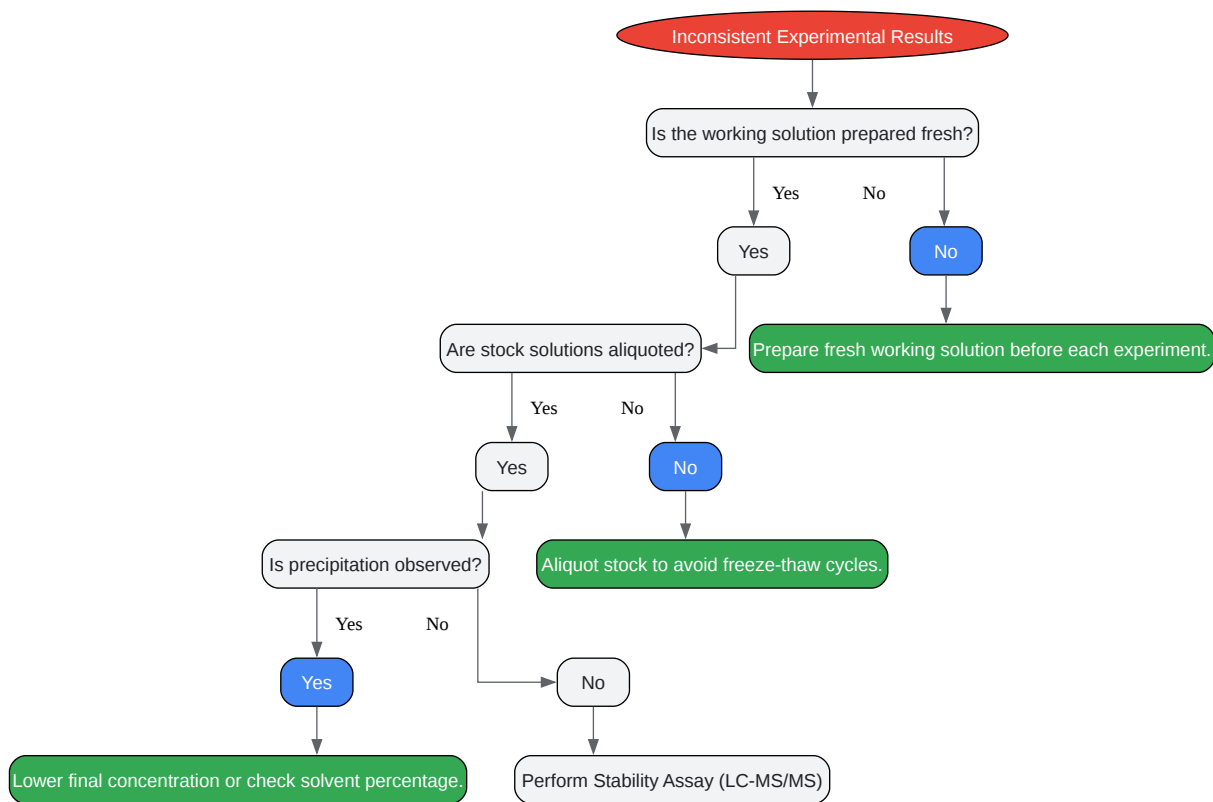 Inconsistent Experimental Results
Is the working solution prepared fresh?
Yes
No
Yes
No
Are stock solutions aliquoted?
Prepare fresh working solution before each experiment.
Yes
No
Yes
No
Is precipitation observed?
Aliquot stock to avoid freeze-thaw cycles.
Yes
No
Yes
No
Lower final concentration or check solvent percentage.
Perform Stability Assay (LC-MS/MS)